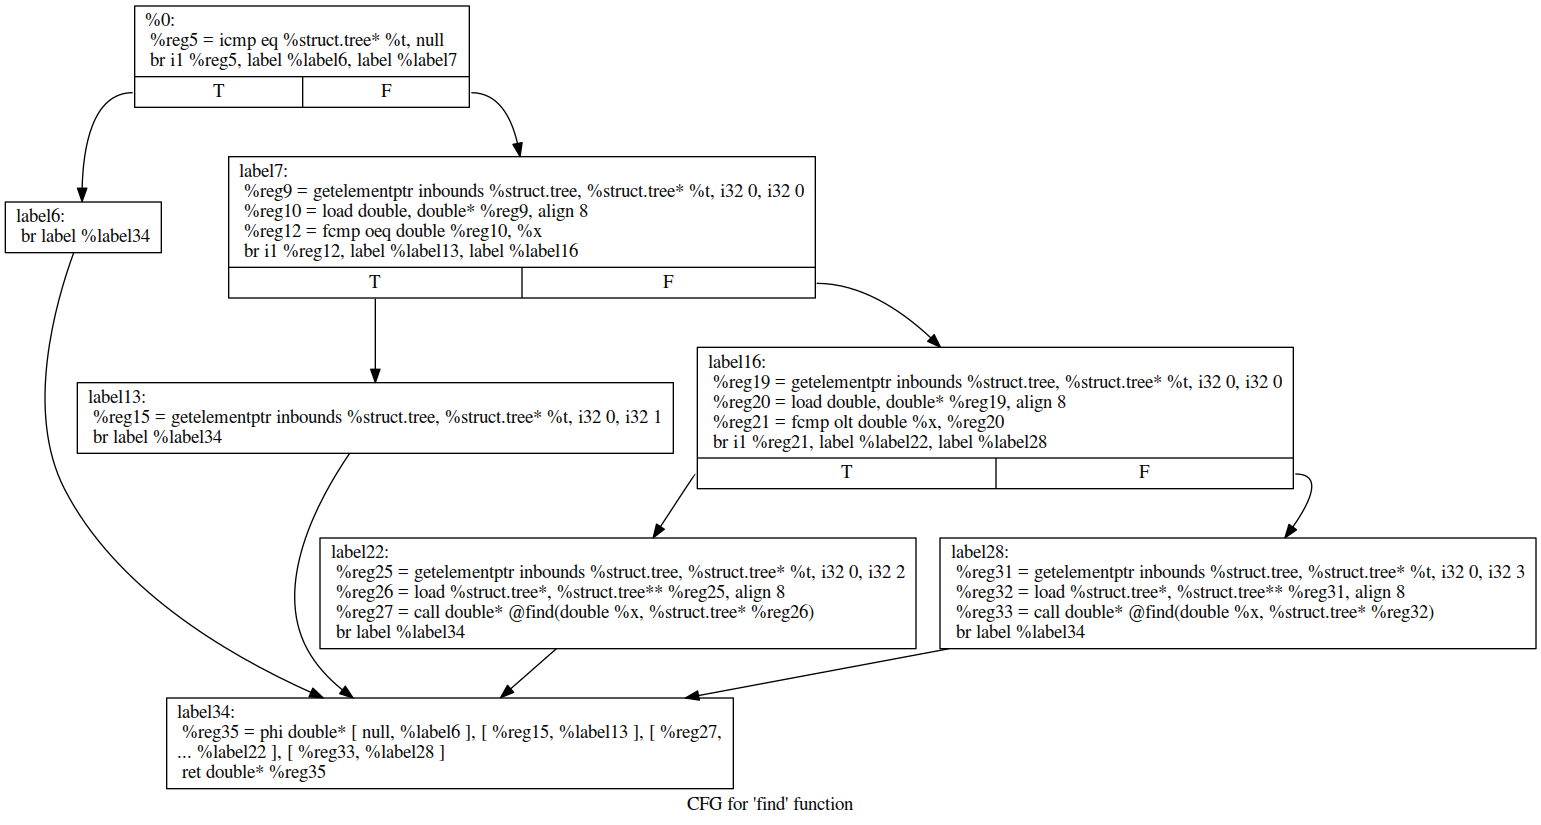 %0:
%reg5 = icmp eq %struct.tree* %t, null
br i1 %reg5, label %label6, label %label7
T
F
label7:
%reg9 = getelementptr inbounds %struct.tree, %struct.tree* %t, i32 0, i32 0
%reg10 = load double, double* %reg9, align 8
%reg12 = fcmp oeq double %reg10, %x
br i1 %reg12, label %label13, label %label16
T
F
label6:
br label %label34
label16:
%reg19 = getelementptr inbounds %struct.tree, %struct.tree* %t, i32 0, i32 0
%reg20 = load double, double* %reg19, align 8
%reg21 = fcmp olt double %x, %reg20
br i1 %reg21, label %label22, label %label28
T
F
label13:
%reg15 = getelementptr inbounds %struct.tree, %struct.tree* %t, i32 0, i32 1
br label %label34
label22:
%reg25 = getelementptr inbounds %struct.tree, %struct.tree* %t, i32 0, i32 2
%reg26 = load %struct.tree*, %struct.tree** %reg25, align 8
%reg27 = call double* @find(double %x, %struct.tree* %reg26)
br label %label34
label28:
%reg31 = getelementptr inbounds %struct.tree, %struct.tree* %t, i32 0, i32 3
%reg32 = load %struct.tree*, %struct.tree** %reg31, align 8
%reg33 = call double* @find(double %x, %struct.tree* %reg32)
br label %label34
label34:
%reg35 = phi double* [ null, %label6 ], [ %reg15, %label13 ], [ %reg27,
... %label22 ], [ %reg33, %label28 ]
ret double* %reg35
CFG for 'find' function